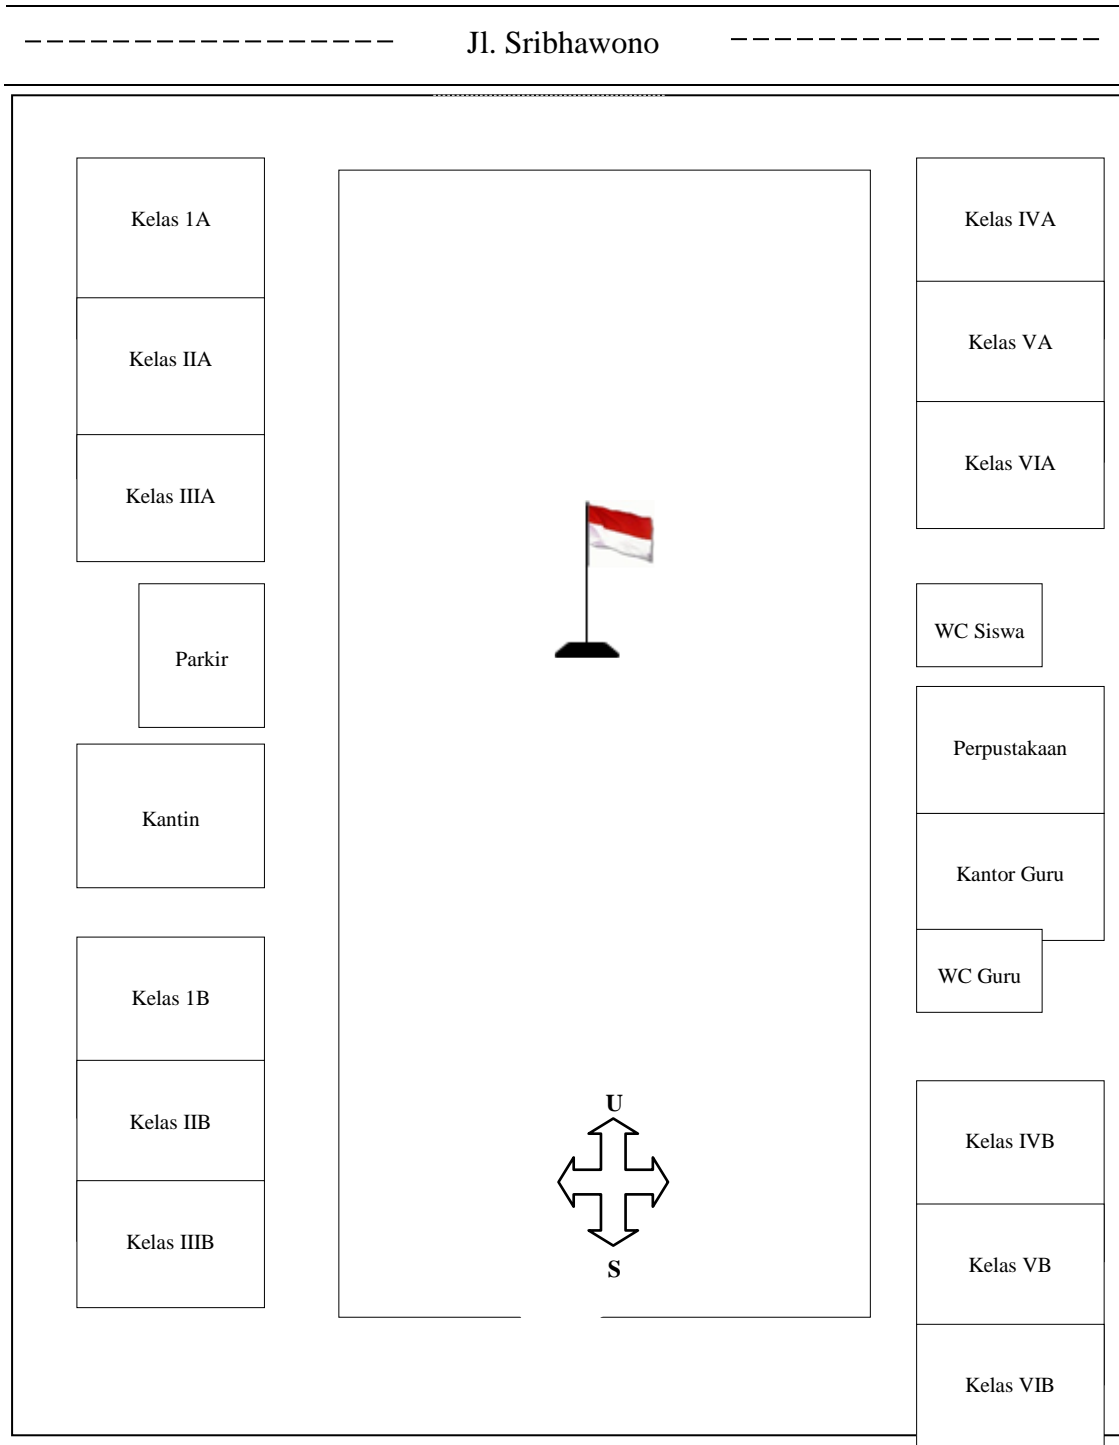 Jl. Sribhawono
Kelas 1A
Kelas IIA
Kelas IIIA
Parkir
Kantin
Kelas 1B
Kelas IIB
Kelas IIIB
U
S
Kelas IVA
Kelas VA
Kelas VIA
WC Siswa
Perpustakaan
Kantor Guru
WC Guru
Kelas IVB
Kelas VB
Kelas VIB